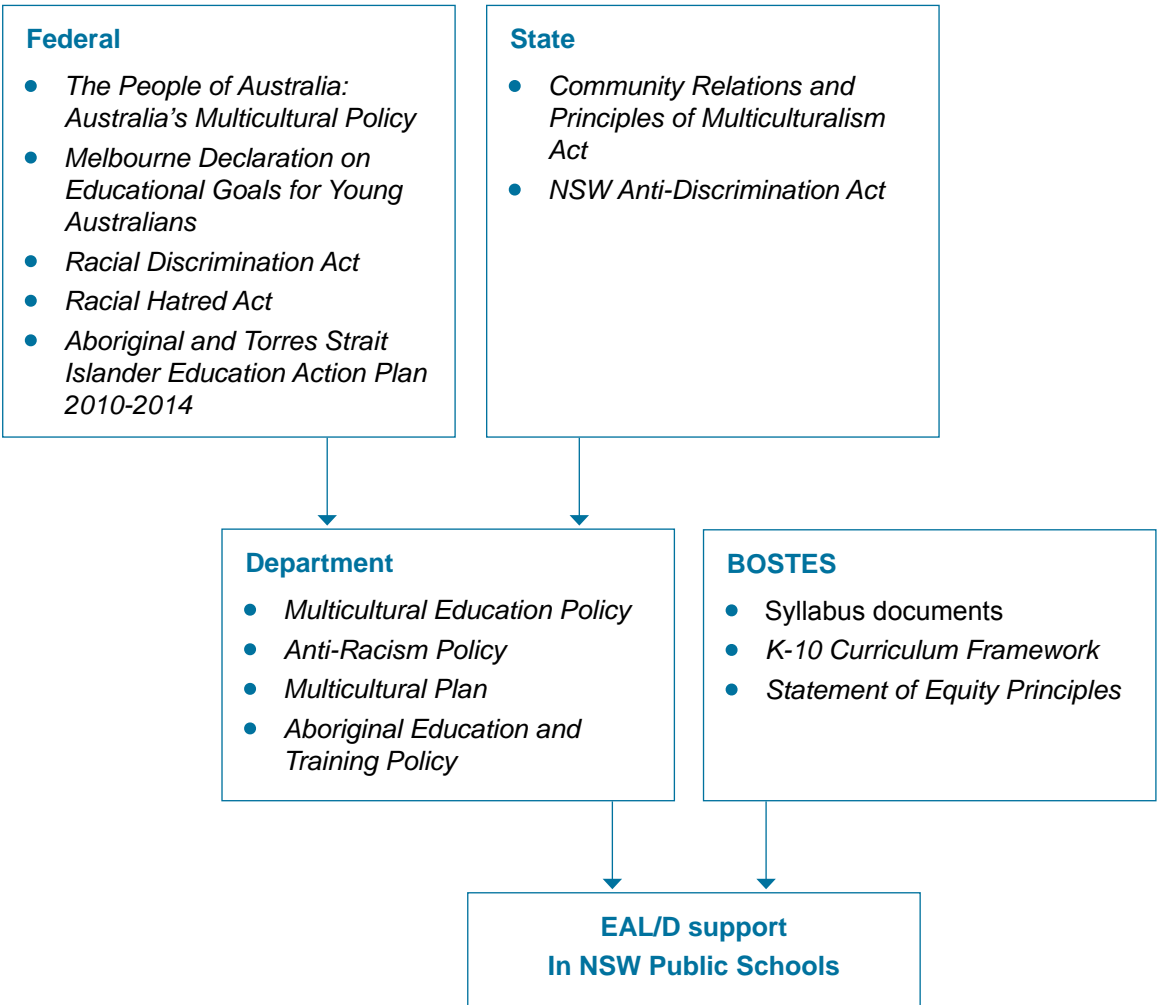 Federal
• The People of Australia:
Australia's Multicultural Policy
• Melbourne Declaration on
Educational Goals for Young
Australians
• Racial Discrimination Act
• Racial Hatred Act
• Aboriginal and Torres Strait
Islander Education Action Plan
2010-2014
State
• Community Relations and
Principles of Multiculturalism
Act
• NSW Anti-Discrimination Act
Department
• Multicultural Education Policy
• Anti-Racism Policy
• Multicultural Plan
• Aboriginal Education and
Training Policy
BOSTES
• Syllabus documents
• K-10 Curriculum Framework
• Statement of Equity Principles
EAL/D support
In NSW Public Schools